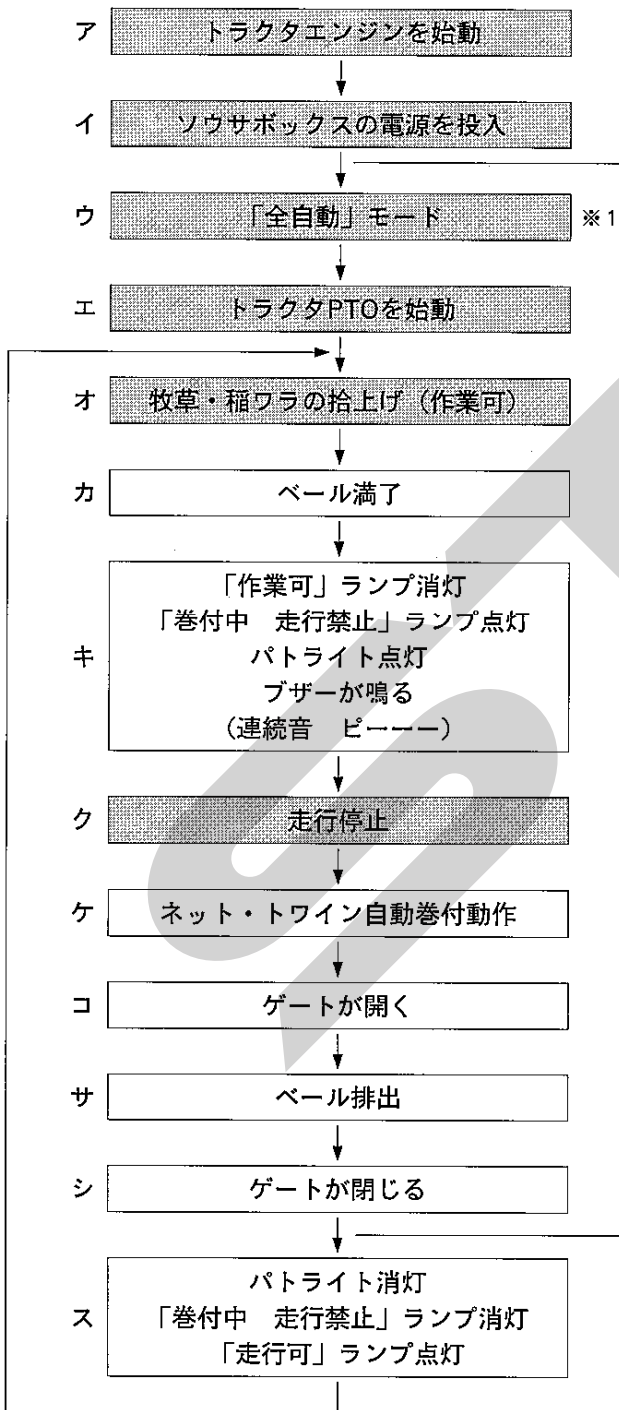 ア トラクタエンジンを始動
イ ソウサボックスの電源を投入
ウ 「全自動」モード ※1
エ トラクタPTOを始動
オ 牧草・稲ワラの拾上げ（作業可）
カ ベール満了
「作業可」ランプ消灯
「巻付中　走行禁止」ランプ点灯
キ パトライト点灯
ブザーが鳴る
（連続音　ピーーー）
ク 走行停止
ケ ネット・トワイン自動巻付動作
コ ゲートが開く
サ ベール排出
シ ゲートが閉じる
パトライト消灯
ス 「巻付中　走行禁止」ランプ消灯
「走行可」ランプ点灯